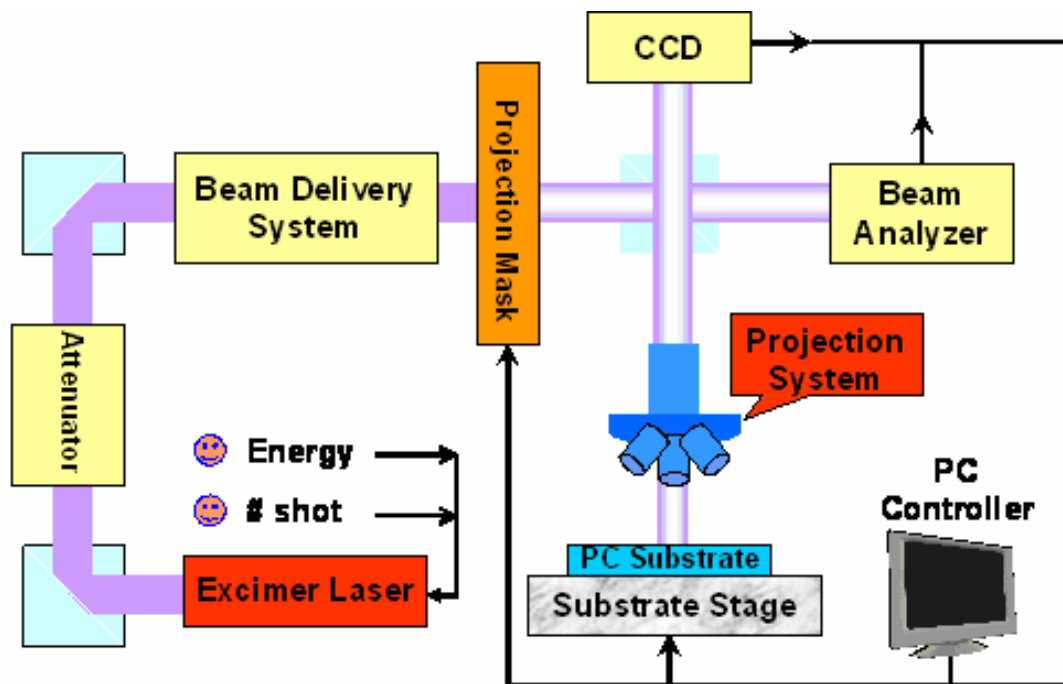 CCD
Projection Mask
Beam Delivery
System
Beam
Analyzer
Attenuator
Projection
System
Energy
# shot
PC
Controller
PC Substrate
Excimer Laser
Substrate Stage